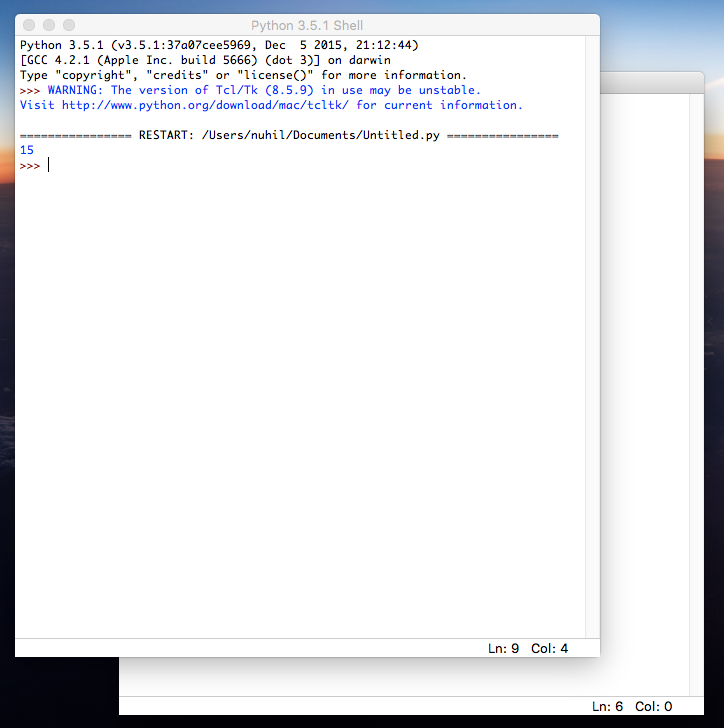 Python 3.5.1 Shell
Python 3.5.1 (v3.5.1:37a07cee5969, Dec  5 2015, 21:12:44)
[GCC 4.2.1 (Apple Inc. build 5666) (dot 3)] on darwin
Type "copyright", "credits" or "license()" for more information.
>>> WARNING: The version of Tcl/Tk (8.5.9) in use may be unstable.
Visit http://www.python.org/download/mac/tcltk/ for current information.
================ RESTART: /Users/nuhil/Documents/Untitled.py ================
15
>>>
Ln: 9 Col: 4
Ln: 6 Col: 0